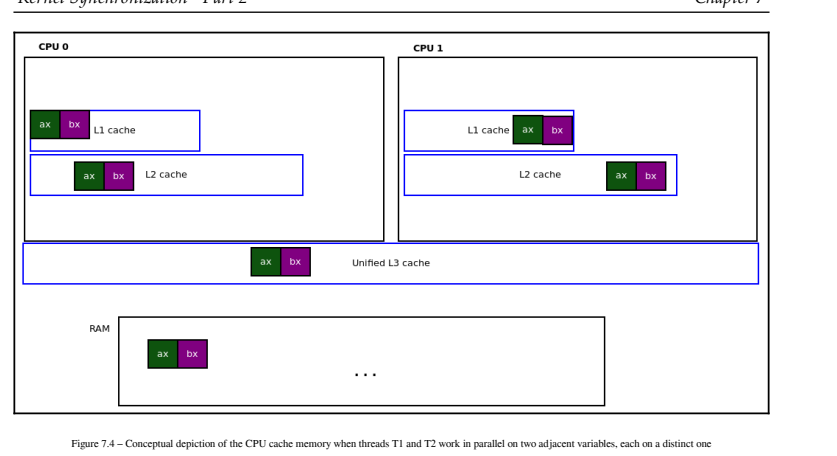 Kernel Synchronization - Part 2 Chapter 7
CPU 0 CPU 1
ax bx L1 cache L1 cache ax bx
ax bx L2 cache L2 cache ax bx
ax bx Unified L3 cache
RAM
ax bx
...
Figure 7.4 – Conceptual depiction of the CPU cache memory when threads T1 and T2 work in parallel on two adjacent variables, each on a distinct one